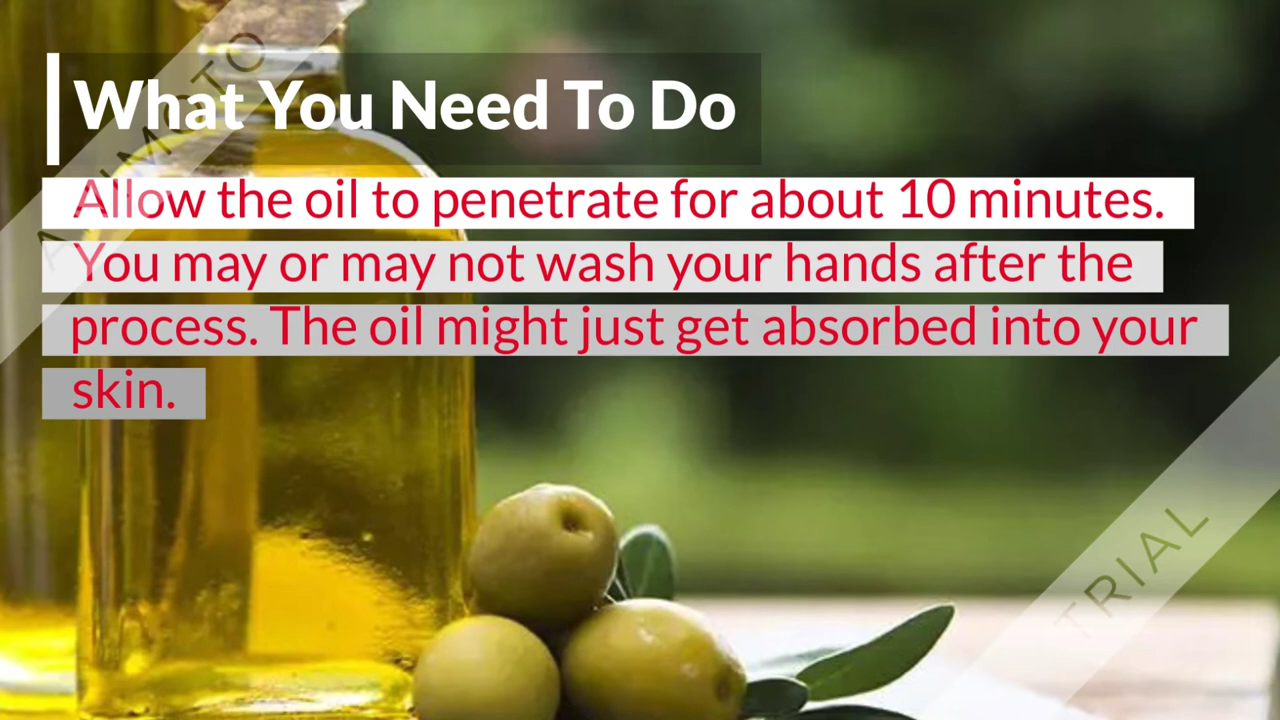 What You Need To Do
Allow the oil to penetrate for about 10 minutes.
You may or may not wash your hands after the
process. The oil might just get absorbed into your
skin.
ANIMOTO
TRIAL